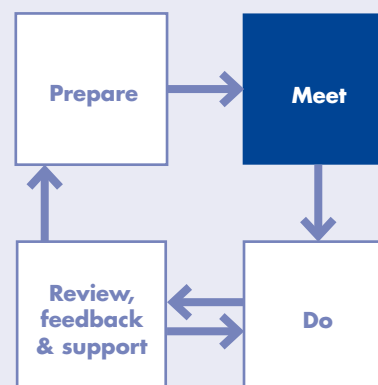 Prepare
Meet
Review,
feedback
& support
Do